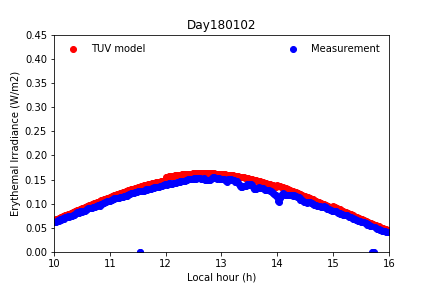 Day180102
TUV model
Measurement
Erythemal Irradiance (W/m2)
0.45
0.40
0.35
0.30
0.25
0.20
0.15
0.10
0.05
0.00
10 11 12 13 14 15 16
Local hour (h)